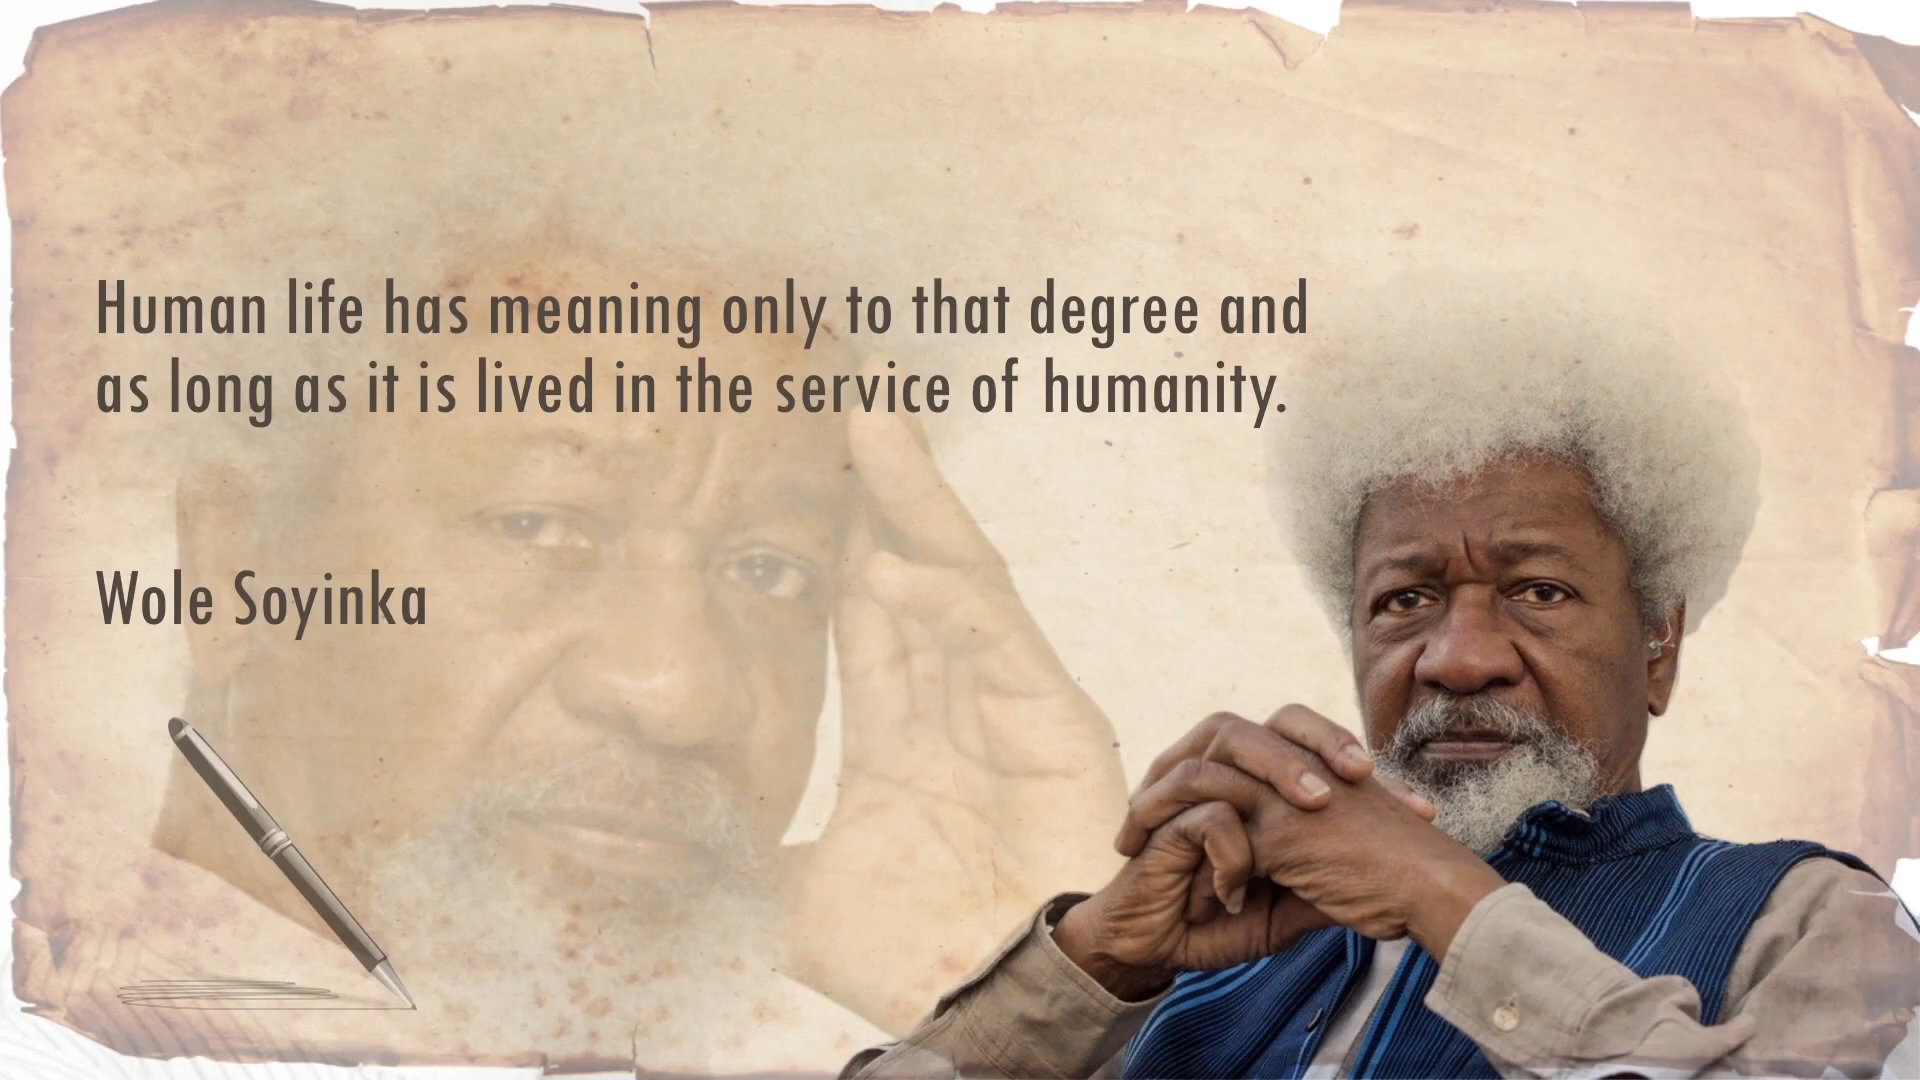 Human life has meaning only to that degree and
as long as it is lived in the service of humanity.
Wole Soyinka